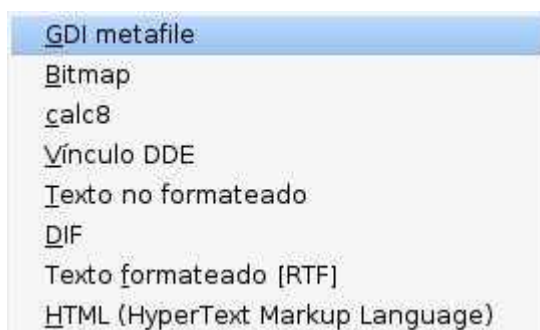 GDI metafile
Bitmap
calc8
Vínculo DDE
Texto no formateado
DIF
Texto formateado [RTF]
HTML (HyperText Markup Language)